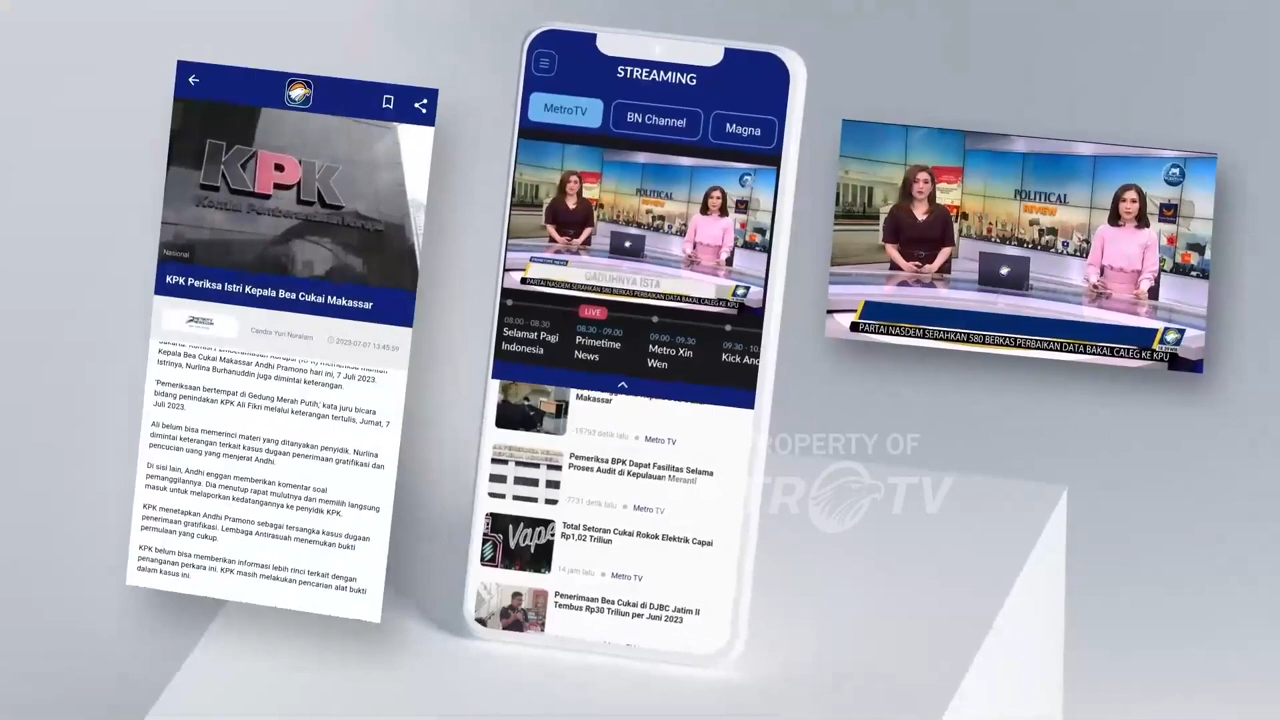 KPK
Komisi Pemberantasan Korupsi
Nasional
KPK Periksa Istri Kepala Bea Cukai Makassar
Candra Yuri Nuralam
2023-07-07 13:45:59
Kepala Bea Cukai Makassar Andhi Pramono hari ini, 7 Juli 2023.
Istrinya, Nurlina Burhanuddin juga dimintai keterangan.
'Pemeriksaan bertempat di Gedung Merah Putih,' kata juru bicara
bidang penindakan KPK Ali Fikri melalui keterangan tertulis, Jumat, 7
Juli 2023.
Ali belum bisa memerinci materi yang ditanyakan penyidik. Nurlina
dimintai keterangan terkait kasus dugaan penerimaan gratifikasi dan
pencucian uang yang menjerat Andhi.
Di sisi lain, Andhi enggan memberikan komentar soal
pemanggilannya. Dia menutup rapat mulutnya dan memilih langsung
masuk untuk melaporkan kedatangannya ke penyidik KPK.
KPK menetapkan Andhi Pramono sebagai tersangka kasus dugaan
penerimaan gratifikasi. Lembaga Antirasuah menemukan bukti
permulaan yang cukup.
KPK belum bisa memberikan informasi lebih rinci terkait dengan
penanganan perkara ini. KPK masih melakukan pencarian alat bukti
dalam kasus ini.
STREAMING
MetroTV
BN Channel
Magna
POLITICAL
REVIEW
PRIMETIME NEWS
GADUHNYA ISTA
PARTAI NASDEM SERAHKAN 580 BERKAS PERBAIKAN DATA BAKAL CALEG KE KPU
LIVE
08:00 - 08:30
Selamat Pagi
Indonesia
08:30 - 09:00
Primetime
News
09:00 - 09:30
Metro Xin
Wen
09:30 - 10:
Kick And
Makassar
-18793 detik lalu
Metro TV
Pemeriksa BPK Dapat Fasilitas Selama
Proses Audit di Kepulauan Meranti
-7731 detik lalu
Metro TV
Vape
Total Setoran Cukai Rokok Elektrik Capai
Rp1,02 Triliun
14 jam lalu
Metro TV
Penerimaan Bea Cukai di DJBC Jatim II
Tembus Rp30 Triliun per Juni 2023
POLITICAL
REVIEW
PARTAI NASDEM SERAHKAN 580 BERKAS PERBAIKAN DATA BAKAL CALEG KE KPU
PROPERTY OF
METRO TV